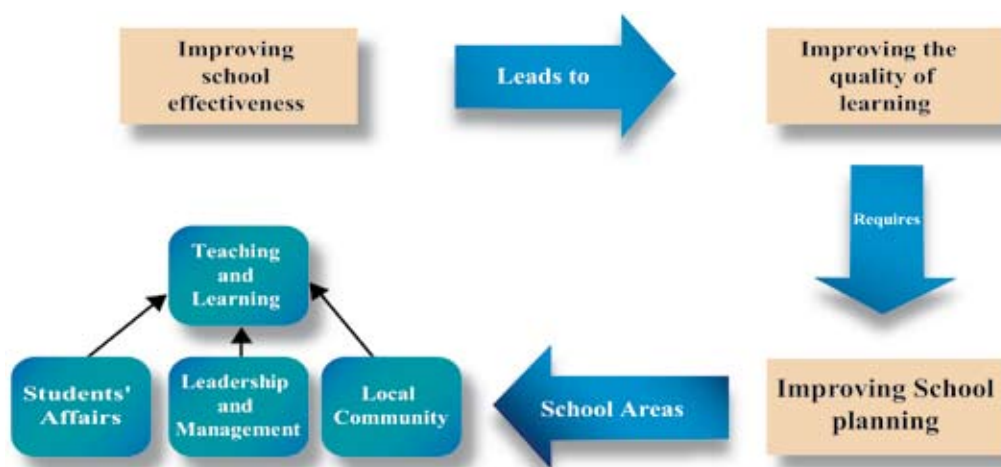 Improving
school
effectiveness
Leads to
Improving the
quality of
learning
Requires
Improving School
planning
School Areas
Teaching
and
Learning
Students'
Affairs
Leadership
and
Management
Local
Community